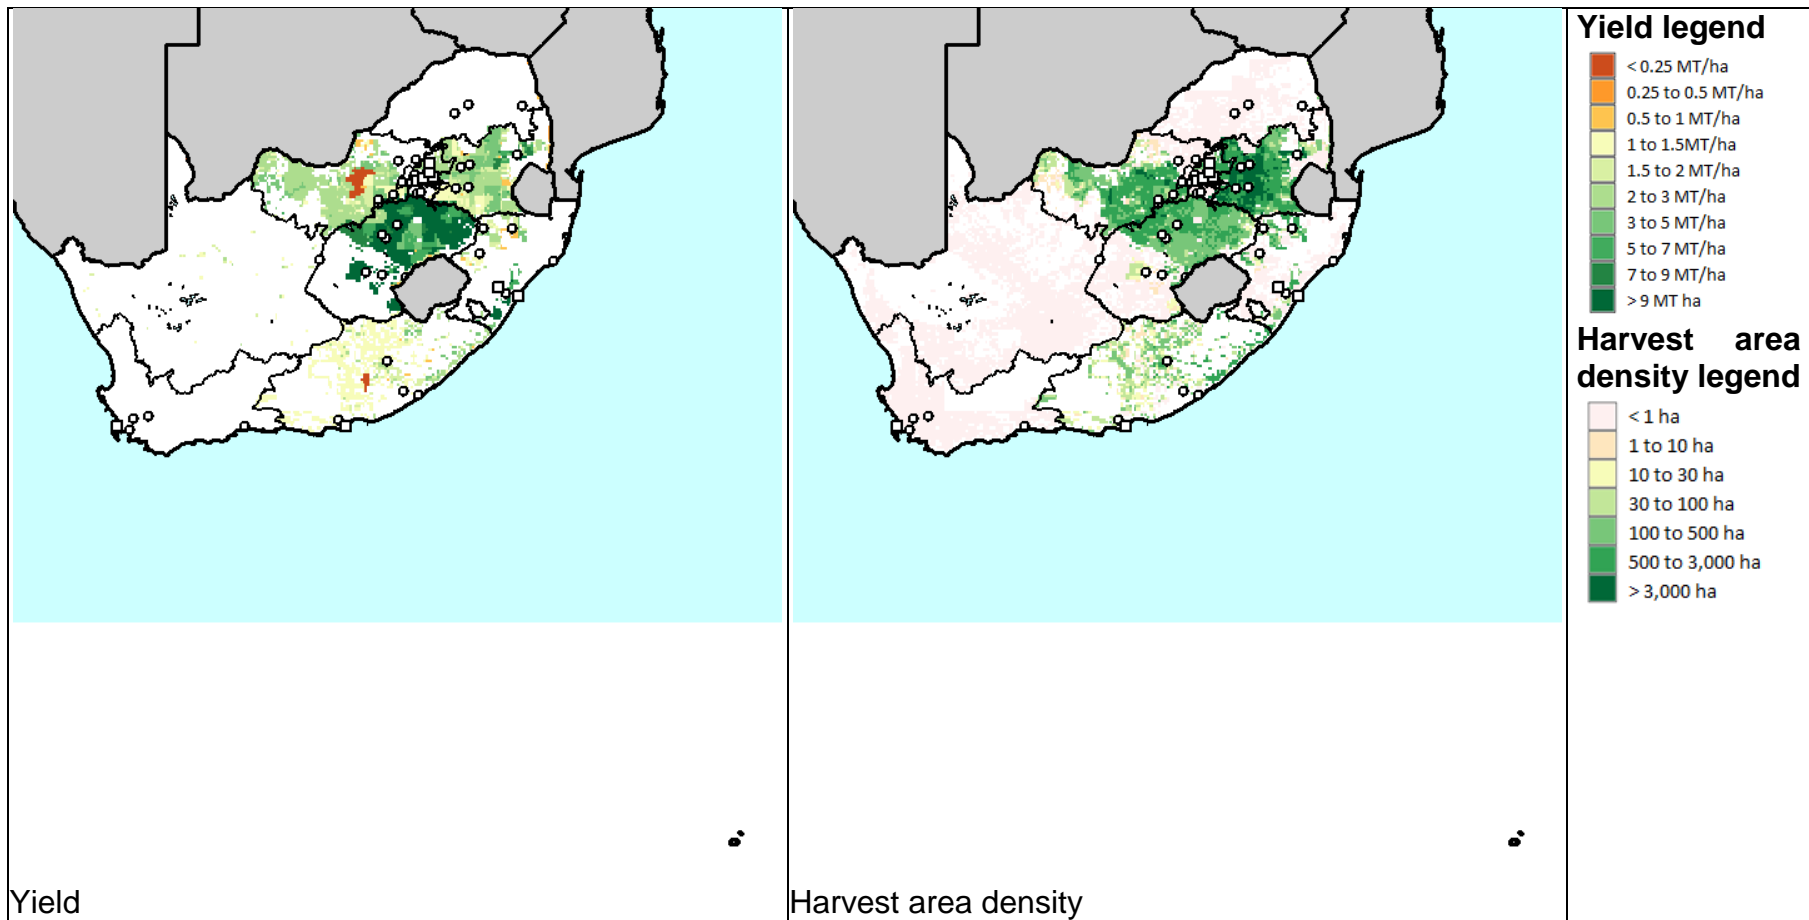 Yield legend
< 0.25 MT/ha
0.25 to 0.5 MT/ha
0.5 to 1 MT/ha
1 to 1.5MT/ha
1.5 to 2 MT/ha
2 to 3 MT/ha
3 to 5 MT/ha
5 to 7 MT/ha
7 to 9 MT/ha
> 9 MT ha
Harvest area
density legend
< 1 ha
1 to 10 ha
10 to 30 ha
30 to 100 ha
100 to 500 ha
500 to 3,000 ha
> 3,000 ha
Yield
Harvest area density